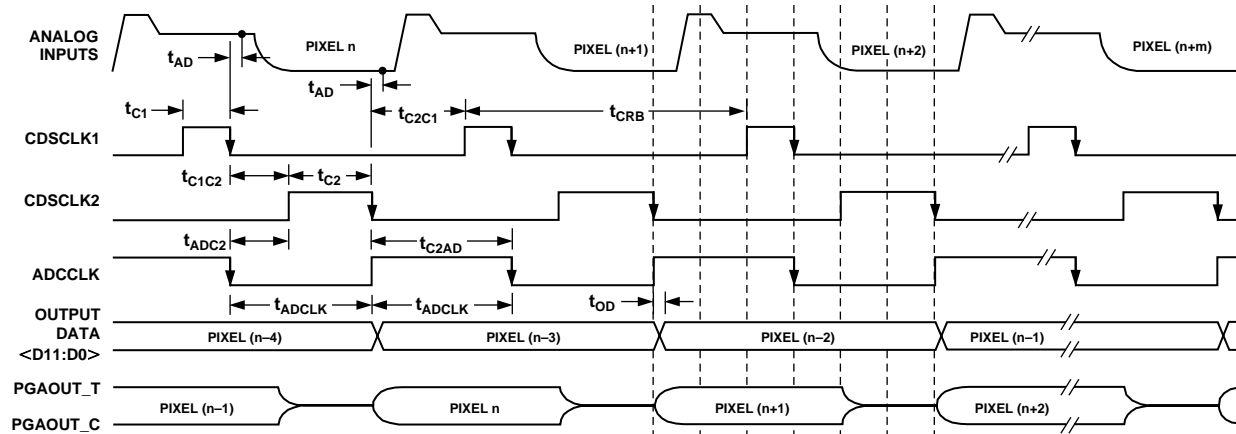 ANALOG
INPUTS
PIXEL n
PIXEL (n+1)
PIXEL (n+2)
PIXEL (n+m)
tAD
tAD
tC1
tC2C1
tCRB
CDSCLK1
tC1C2
tC2
CDSCLK2
tADC2
tC2AD
ADCCLK
tADCLK
tADCLK
tOD
OUTPUT
DATA
<D11:D0>
PIXEL (n–4)
PIXEL (n–3)
PIXEL (n–2)
PIXEL (n–1)
PGAOUT_T
PGAOUT_C
PIXEL (n–1)
PIXEL n
PIXEL (n+1)
PIXEL (n+2)